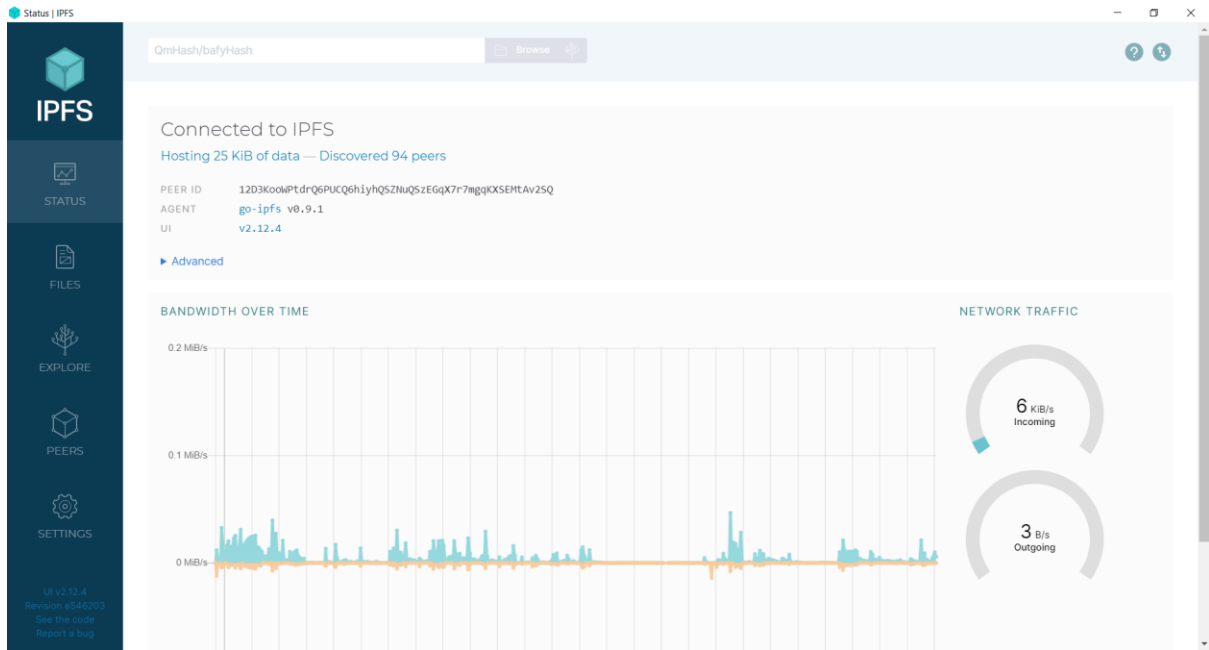 Status | IPFS
QmHash/bafyHash
Browse
IPFS
STATUS
FILES
EXPLORE
PEERS
SETTINGS
UI v2.12.4
Revision e546203
See the code
Report a bug
Connected to IPFS
Hosting 25 KiB of data — Discovered 94 peers
PEER ID 12D3KooWPtdrQ6PUCQ6hiyhQSZNuQSzEGqX7r7mgqKXSEMtAv2SQ
AGENT go-ipfs v0.9.1
UI v2.12.4
Advanced
BANDWIDTH OVER TIME
0.2 MiB/s
0.1 MiB/s
0 MiB/s
NETWORK TRAFFIC
6 KiB/s
Incoming
3 B/s
Outgoing